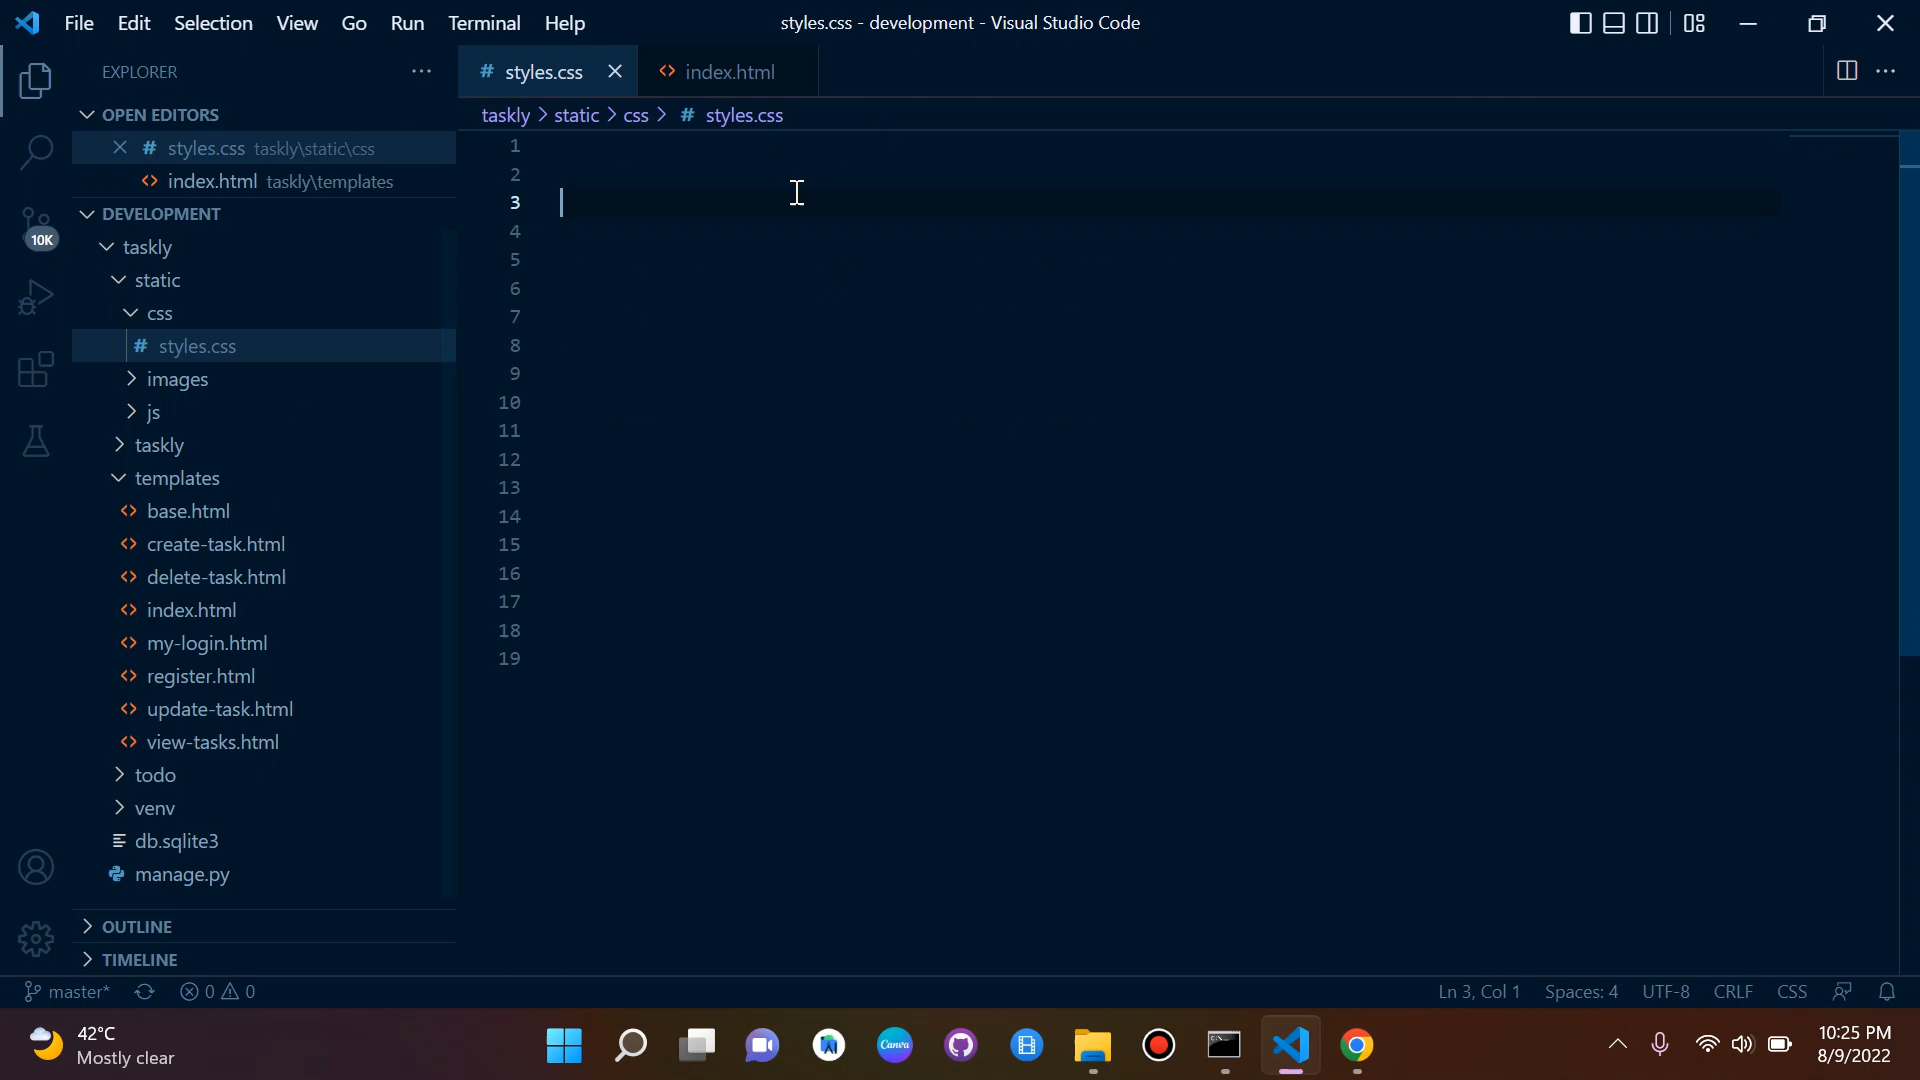 File Edit Selection View Go Run Terminal Help
styles.css - development - Visual Studio Code
EXPLORER
OPEN EDITORS
styles.css taskly\static\css
index.html taskly\templates
DEVELOPMENT
taskly
static
css
styles.css
images
js
taskly
templates
base.html
create-task.html
delete-task.html
index.html
my-login.html
register.html
update-task.html
view-tasks.html
todo
venv
db.sqlite3
manage.py
OUTLINE
TIMELINE
10K
styles.css
index.html
taskly > static > css > # styles.css
1
2
3
4
5
6
7
8
9
10
11
12
13
14
15
16
17
18
19
master* 0 0
Ln 3, Col 1 Spaces: 4 UTF-8 CRLF CSS
42°C
Mostly clear
Canva
10:25 PM
8/9/2022